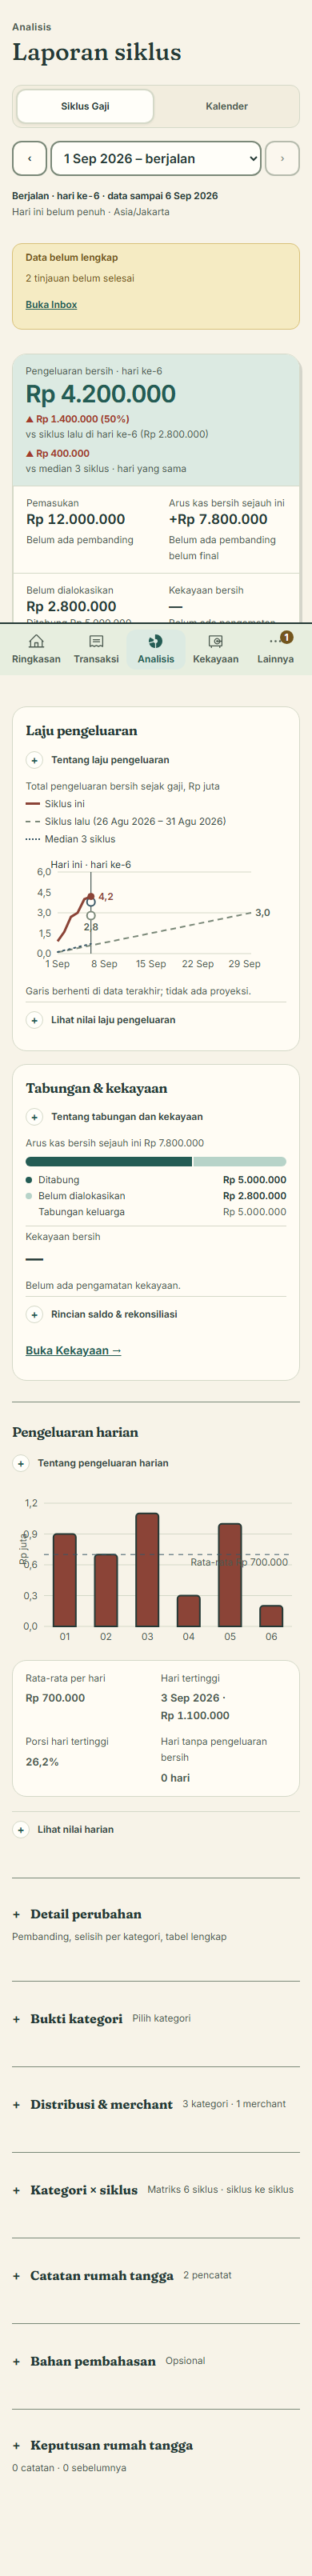 Analisis
Laporan siklus
Siklus Gaji
Kalender
‹
1 Sep 2026 – berjalan
›
Berjalan · hari ke-6 · data sampai 6 Sep 2026
Hari ini belum penuh · Asia/Jakarta
Data belum lengkap
2 tinjauan belum selesai
Buka Inbox
Pengeluaran bersih · hari ke-6
Rp 4.200.000
▲ Rp 1.400.000 (50%)
vs siklus lalu di hari ke-6 (Rp 2.800.000)
▲ Rp 400.000
vs median 3 siklus · hari yang sama
Pemasukan
Rp 12.000.000
Belum ada pembanding
Arus kas bersih sejauh ini
+Rp 7.800.000
Belum ada pembanding
belum final
Belum dialokasikan
Rp 2.800.000
Kekayaan bersih
—
Ringkasan
Transaksi
Analisis
Kekayaan
Lainnya
1
Laju pengeluaran
+ Tentang laju pengeluaran
Total pengeluaran bersih sejak gaji, Rp juta
Siklus ini
Siklus lalu (26 Agu 2026 – 31 Agu 2026)
Median 3 siklus
Hari ini · hari ke-6
6,0
4,5
3,0
1,5
0,0
4,2
2,8
3,0
1 Sep
8 Sep
15 Sep
22 Sep
29 Sep
Garis berhenti di data terakhir; tidak ada proyeksi.
+ Lihat nilai laju pengeluaran
Tabungan & kekayaan
+ Tentang tabungan dan kekayaan
Arus kas bersih sejauh ini Rp 7.800.000
Ditabung Rp 5.000.000
Belum dialokasikan Rp 2.800.000
Tabungan keluarga Rp 5.000.000
Kekayaan bersih
—
Belum ada pengamatan kekayaan.
+ Rincian saldo & rekonsiliasi
Buka Kekayaan →
Pengeluaran harian
+ Tentang pengeluaran harian
Rp juta
1,2
0,9
0,6
0,3
0,0
Rata-rata Rp 700.000
01
02
03
04
05
06
Rata-rata per hari
Rp 700.000
Hari tertinggi
3 Sep 2026 ·
Rp 1.100.000
Porsi hari tertinggi
26,2%
Hari tanpa pengeluaran
bersih
0 hari
+ Lihat nilai harian
+ Detail perubahan
Pembanding, selisih per kategori, tabel lengkap
+ Bukti kategori Pilih kategori
+ Distribusi & merchant 3 kategori · 1 merchant
+ Kategori × siklus Matriks 6 siklus · siklus ke siklus
+ Catatan rumah tangga 2 pencatat
+ Bahan pembahasan Opsional
+ Keputusan rumah tangga
0 catatan · 0 sebelumnya